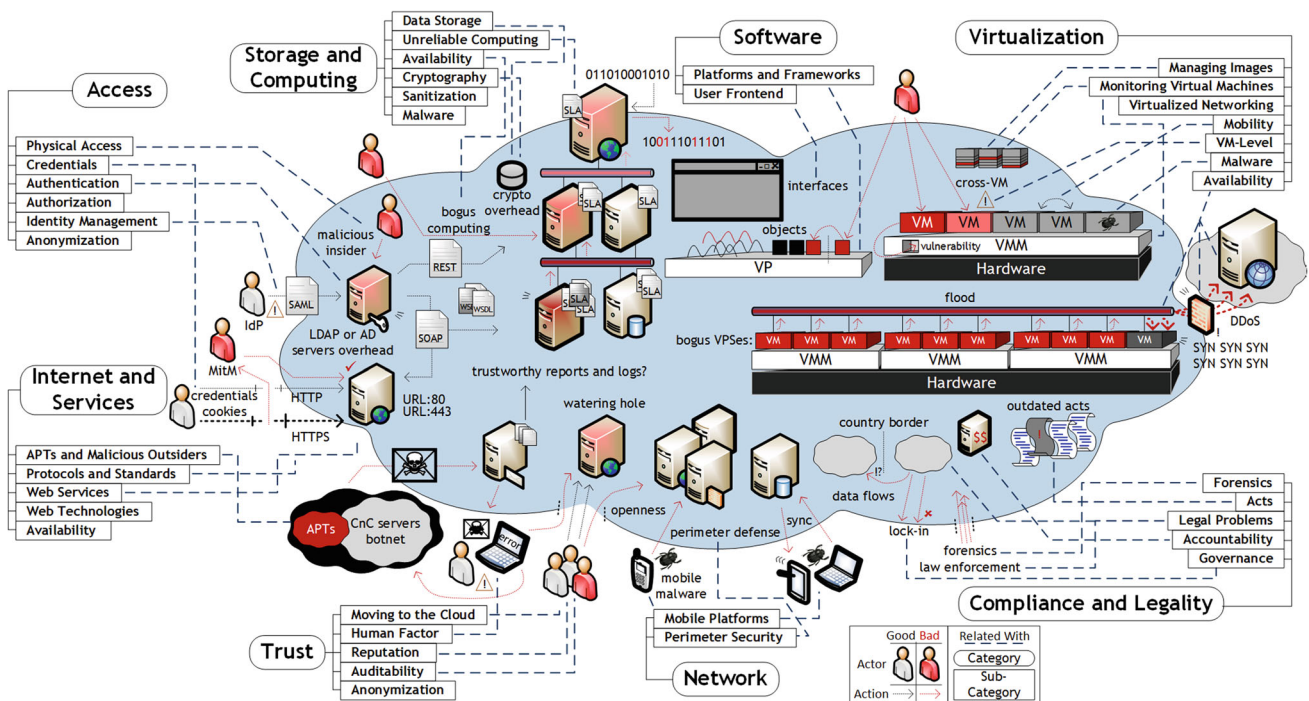 Access
Physical Access
Credentials
Authentication
Authorization
Identity Management
Anonymization
Storage and
Computing
Data Storage
Unreliable Computing
Availability
Cryptography
Sanitization
Malware
Software
Platforms and Frameworks
User Frontend
Virtualization
Managing Images
Monitoring Virtual Machines
Virtualized Networking
Mobility
VM-Level
Malware
Availability
011010001010
SLA
10011101 11101
crypto
overhead
bogus
computing
malicious
insider
REST
SLA
SLA
interfaces
objects
VP
cross-VM
VM
VM
VM
VM
vulnerability
VMM
Hardware
IdP
SAML
LDAP or AD
servers overhead
SOAP
WSDL
SLA
SLA
SLA
flood
DDoS
bogus VPSes:
VM
VM
VM
VM
VM
VM
VM
VM
VM
VM
VMM
VMM
VMM
Hardware
!
SYN SYN SYN
SYN SYN SYN
MitM
credentials
cookies
HTTP
HTTPS
URL:80
URL:443
trustworthy reports and logs?
watering hole
country border
!?
data flows
lock-in
$$
outdated acts
!
forensics
law enforcement
Internet and
Services
APTs and Malicious Outsiders
Protocols and Standards
Web Services
Web Technologies
Availability
APTs
CnC servers
botnet
error
openness
perimeter defense
sync
mobile
malware
Trust
Moving to the Cloud
Human Factor
Reputation
Auditability
Anonymization
Mobile Platforms
Perimeter Security
Network
Forensics
Acts
Legal Problems
Accountability
Governance
Compliance and Legality
Good Bad
Actor
Action
Related With
Category
Sub-
Category